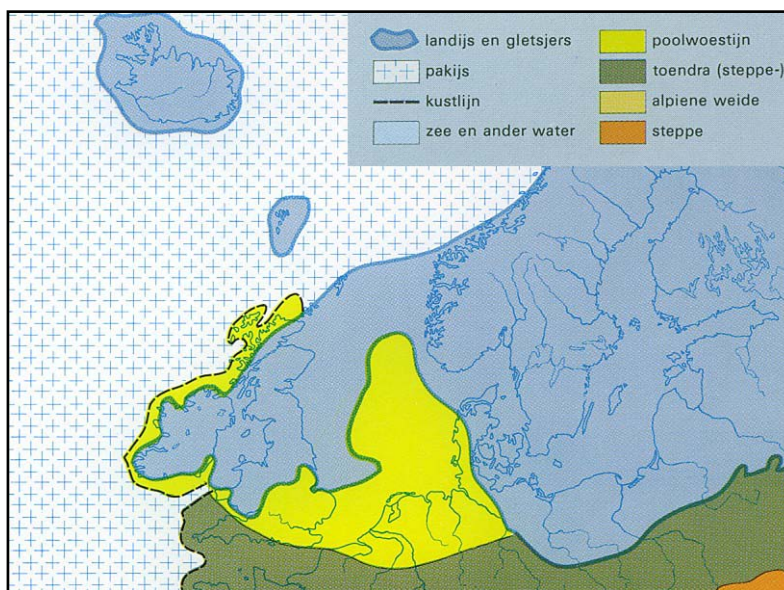 landijs en gletsjers
pakijs
kustlijn
zee en ander water
poolwoestijn
toendra (steppe-)
alpiene weide
steppe